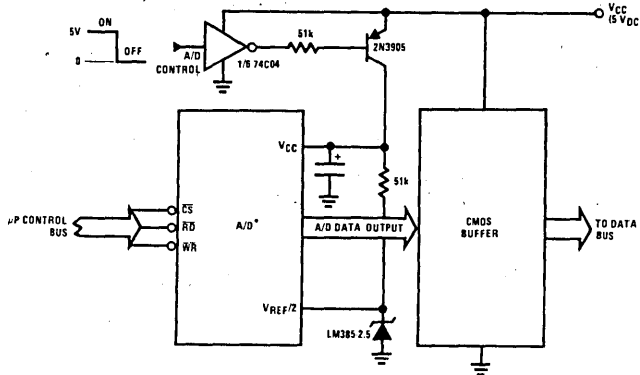 ON
5V
OFF
0
A/D
CONTROL
1/6 74C04
51k
2N3905
VCC
(5 VDC
VCC
+
51k
µP CONTROL
BUS
CS
RD
WR
A/D*
A/D DATA OUTPUT
CMOS
BUFFER
TO DATA
BUS
VREF/2
LM385 2.5